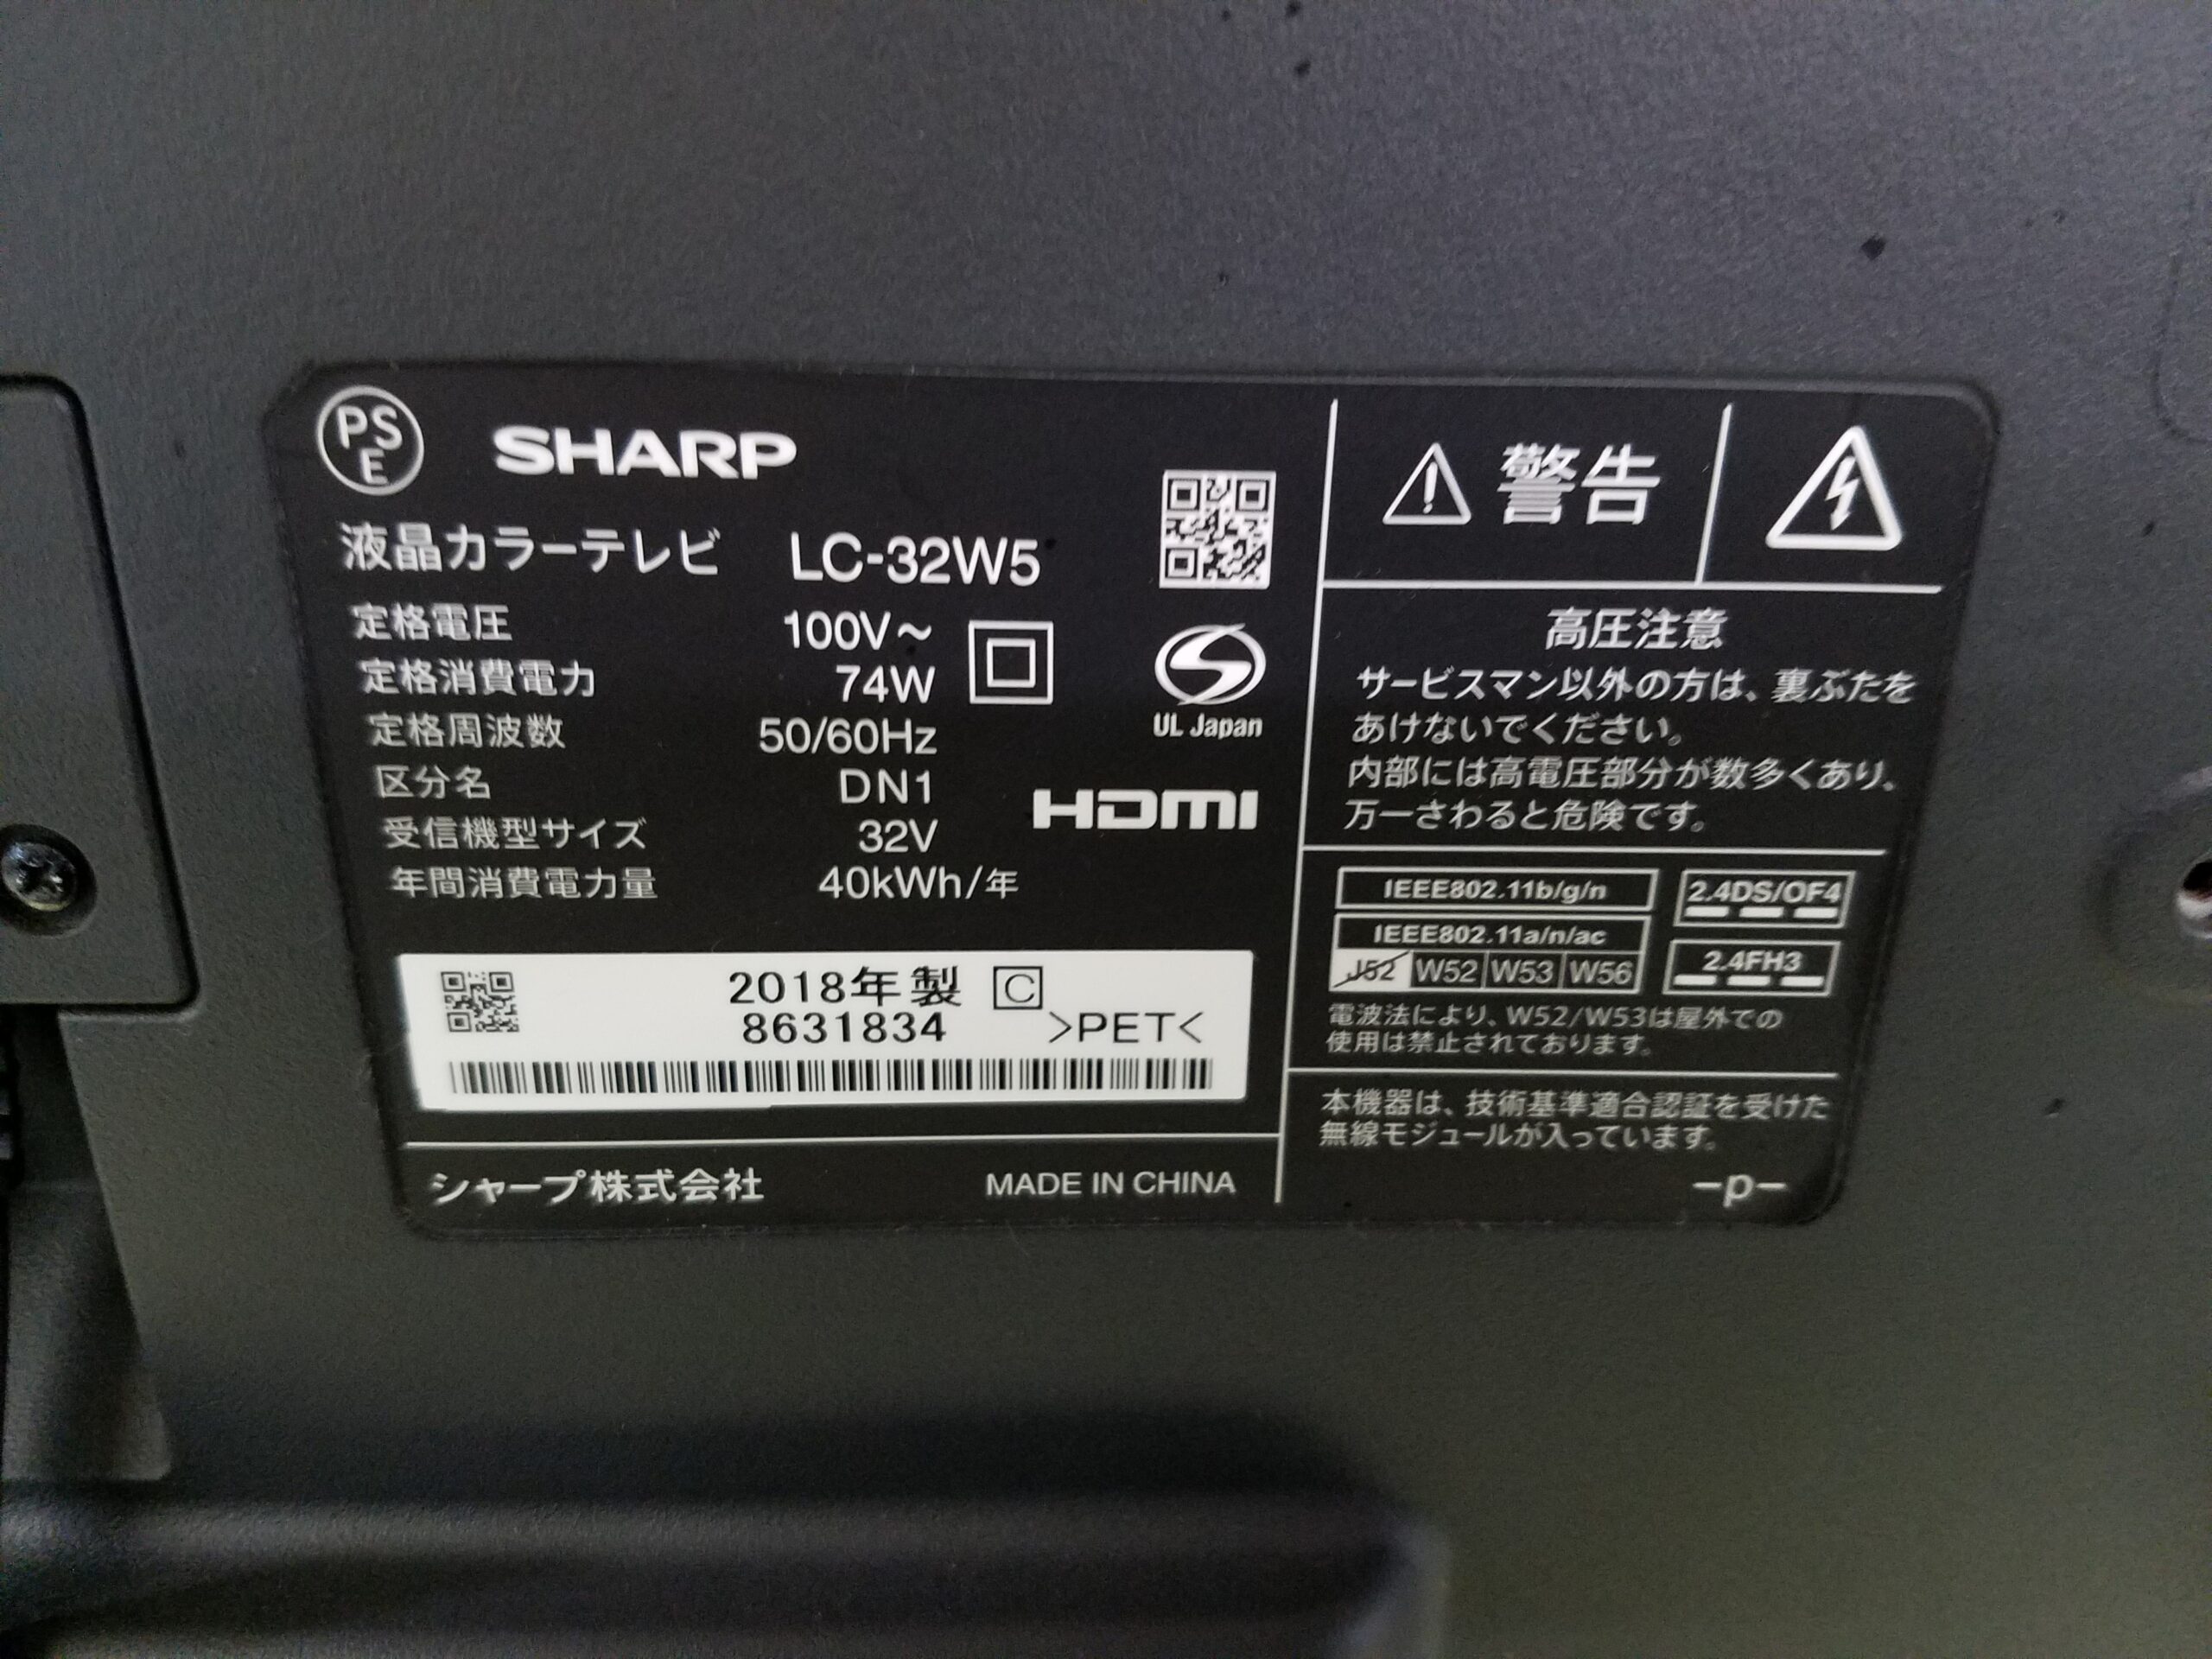 PS
E
SHARP
液晶カラーテレビ LC-32W5
定格電圧 100V～
定格消費電力 74W
定格周波数 50/60Hz
区分名 DN1
受信機型サイズ 32V
年間消費電力量 40kWh/年
UL Japan
HDMI
2018年製 C
8631834 >PET<
シャープ株式会社 MADE IN CHINA
警告
高圧注意
サービスマン以外の方は、裏ぶたを
あけないでください。
内部には高電圧部分が数多くあり、
万一さわると危険です。
IEEE802.11b/g/n 2.4DS/OF4
IEEE802.11a/n/ac
J52 W52 W53 W56 2.4FH3
電波法により、W52/W53は屋外での
使用は禁止されております。
本機器は、技術基準適合認証を受けた
無線モジュールが入っています。
-p-